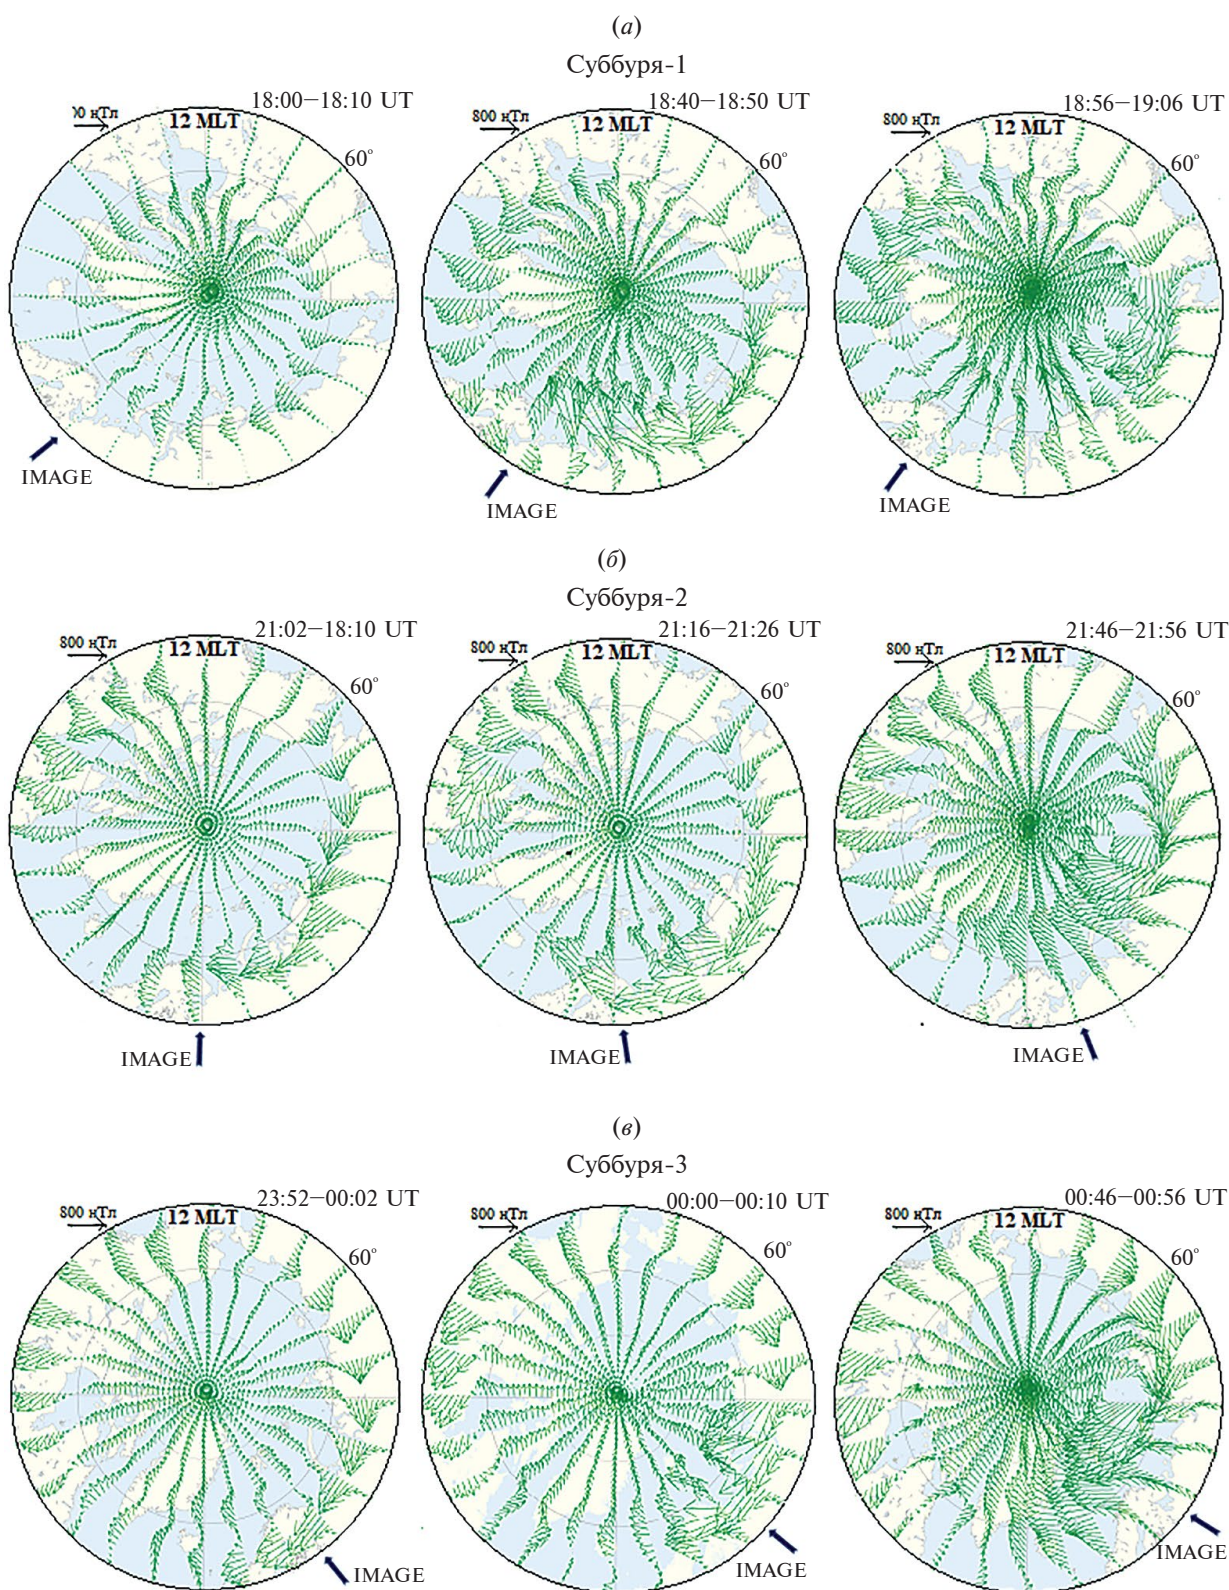 (а)
Суббуря-1
18:00–18:10 UT
18:40–18:50 UT
18:56–19:06 UT
00 нТл
12 MLT
60°
800 нТл
12 MLT
60°
800 нТл
12 MLT
60°
IMAGE
IMAGE
IMAGE
(б)
Суббуря-2
21:02–18:10 UT
21:16–21:26 UT
21:46–21:56 UT
800 нТл
12 MLT
60°
800 нТл
12 MLT
60°
800 нТл
12 MLT
60°
IMAGE
IMAGE
IMAGE
(в)
Суббуря-3
23:52–00:02 UT
00:00–00:10 UT
00:46–00:56 UT
800 нТл
12 MLT
60°
800 нТл
12 MLT
60°
800 нТл
12 MLT
60°
IMAGE
IMAGE
IMAGE